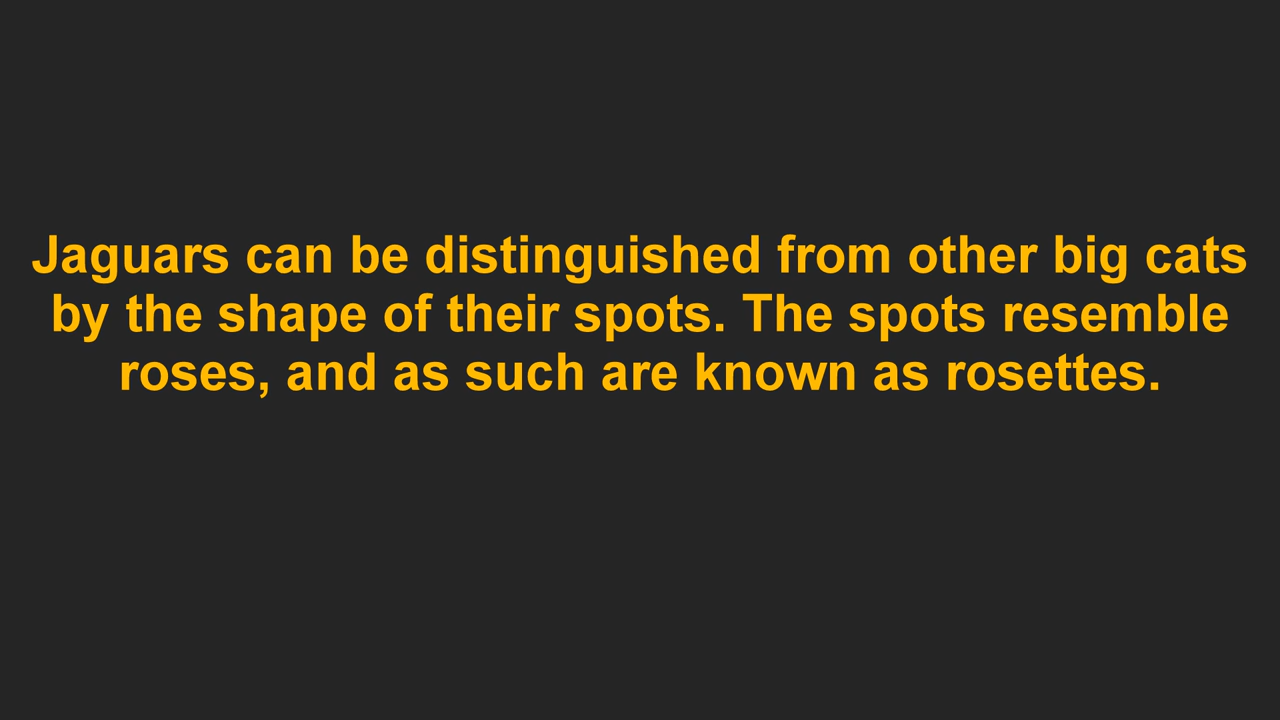 Jaguars can be distinguished from other big cats
by the shape of their spots. The spots resemble
roses, and as such are known as rosettes.